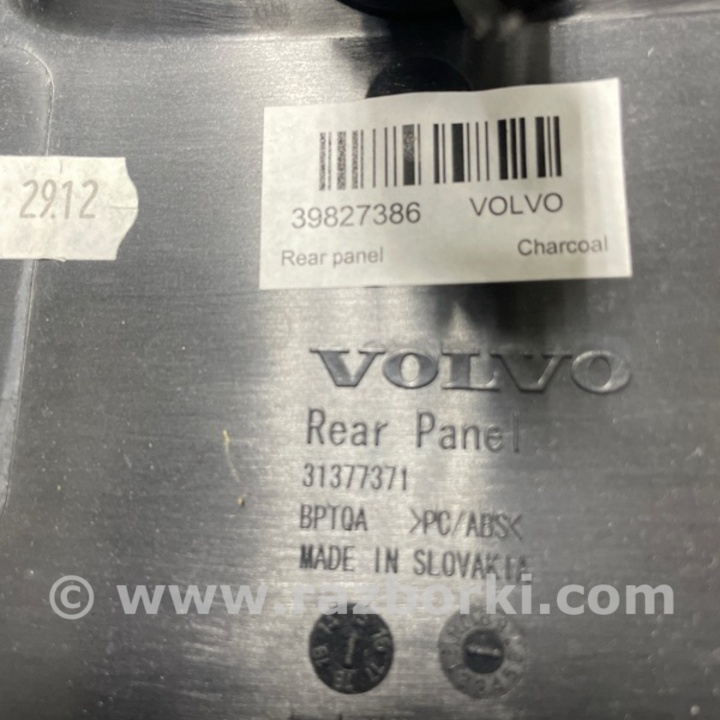 29.12
39827386 VOLVO
Rear panel Charcoal
VOLVO
Rear Panel
31377371
BPTQA >PC/ABS<
MADE IN SLOVAKIA
© www.razborki.com